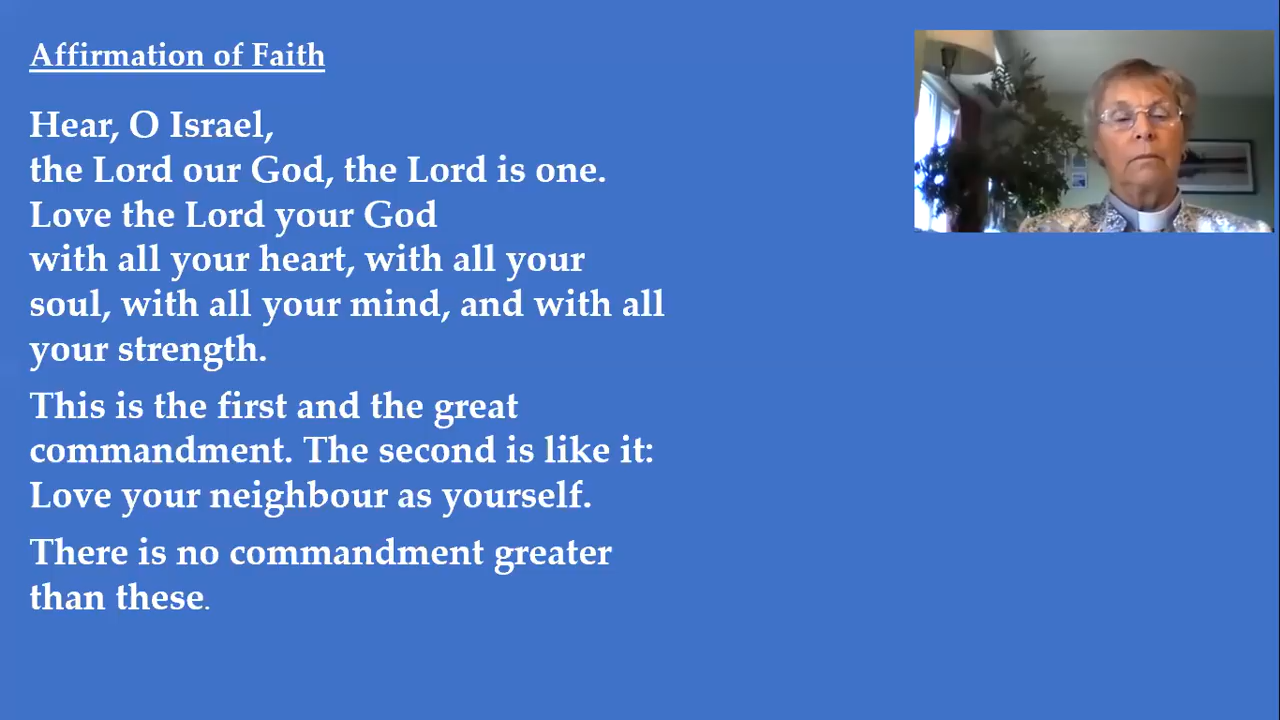 Affirmation of Faith
Hear, O Israel,
the Lord our God, the Lord is one.
Love the Lord your God
with all your heart, with all your
soul, with all your mind, and with all
your strength.
This is the first and the great
commandment. The second is like it:
Love your neighbour as yourself.
There is no commandment greater
than these.